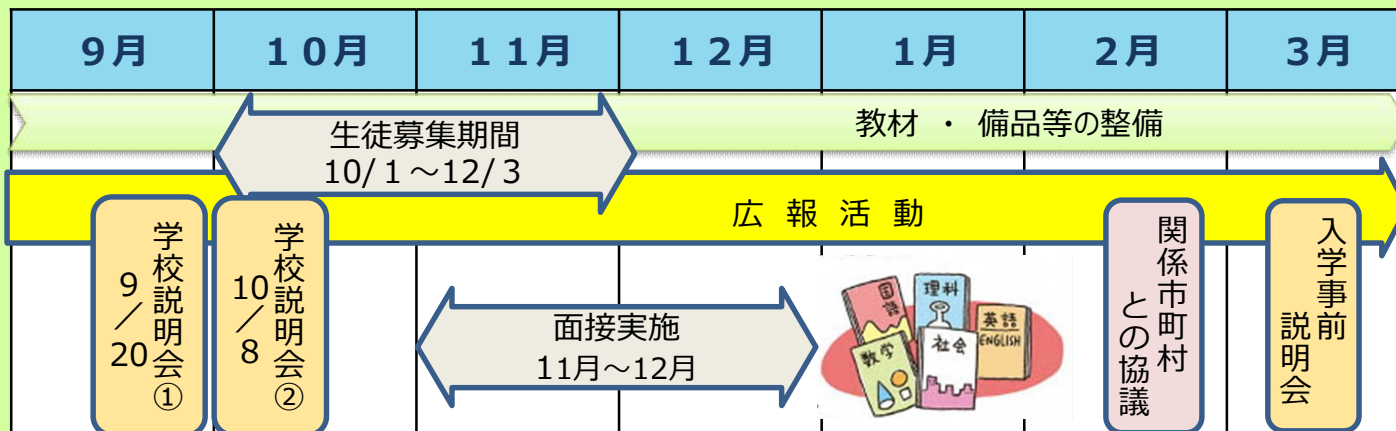 9月
10月
11月
12月
1月
2月
3月
教材 ・ 備品等の整備
生徒募集期間
10/1～12/3
広 報 活 動
学校説明会①
9/20
学校説明会②
10/8
面接実施
11月～12月
国語
理科
英語
ENGLISH
数学
社会
関係市町村
との協議
入学事前
説明会